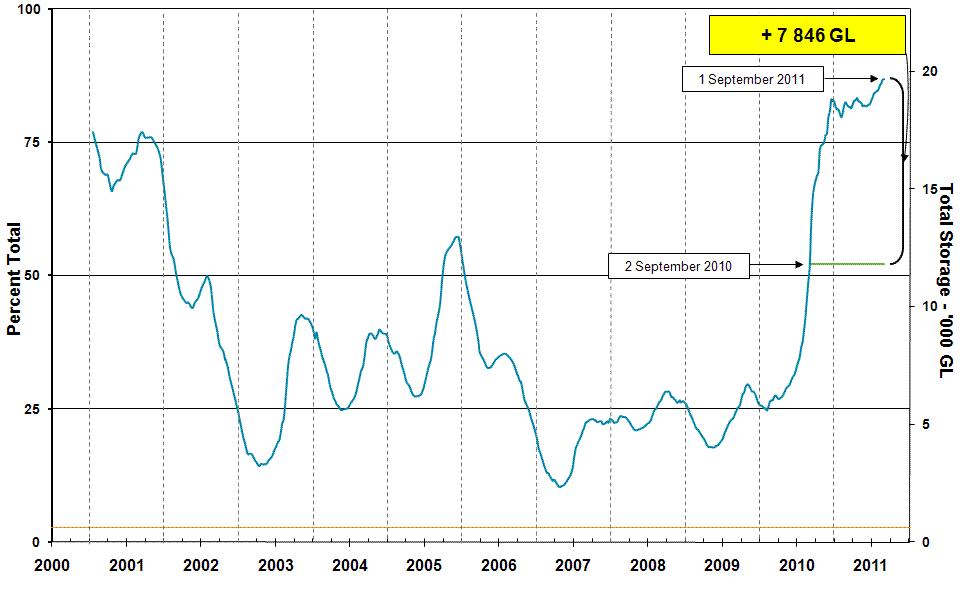 100
+ 7 846 GL
1 September 2011
20
75
15
2 September 2010
50
10
25
5
0
0
Percent Total
Total Storage - '000 GL
2000 2001 2002 2003 2004 2005 2006 2007 2008 2009 2010 2011